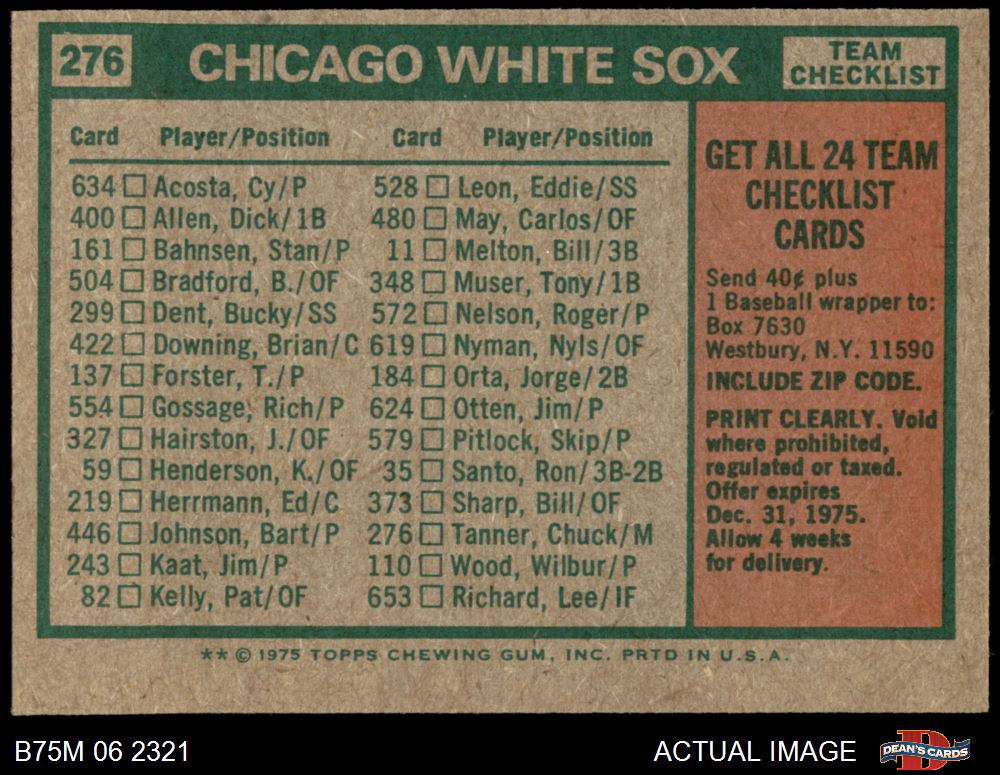 276
CHICAGO WHITE SOX
TEAM
CHECKLIST
Card Player/Position Card Player/Position
634 Acosta, Cy/P 528 Leon, Eddie/SS
400 Allen, Dick/1B 480 May, Carlos/OF
161 Bahnsen, Stan/P 11 Melton, Bill/3B
504 Bradford, B./OF 348 Muser, Tony/1B
299 Dent, Bucky/SS 572 Nelson, Roger/P
422 Downing, Brian/C 619 Nyman, Nyls/OF
137 Forster, T./P 184 Orta, Jorge/2B
554 Gossage, Rich/P 624 Otten, Jim/P
327 Hairston, J./OF 579 Pitlock, Skip/P
59 Henderson, K./OF 35 Santo, Ron/3B-2B
219 Herrmann, Ed/C 373 Sharp, Bill/OF
446 Johnson, Bart/P 276 Tanner, Chuck/M
243 Kaat, Jim/P 110 Wood, Wilbur/P
82 Kelly, Pat/OF 653 Richard, Lee/IF
GET ALL 24 TEAM
CHECKLIST
CARDS
Send 40¢ plus
1 Baseball wrapper to:
Box 7630
Westbury, N.Y. 11590
INCLUDE ZIP CODE.
PRINT CLEARLY. Void
where prohibited,
regulated or taxed.
Offer expires
Dec. 31, 1975.
Allow 4 weeks
for delivery.
** © 1975 TOPPS CHEWING GUM, INC. PRTD IN U.S.A.
B75M 06 2321
ACTUAL IMAGE
D
DEAN'S CARDS